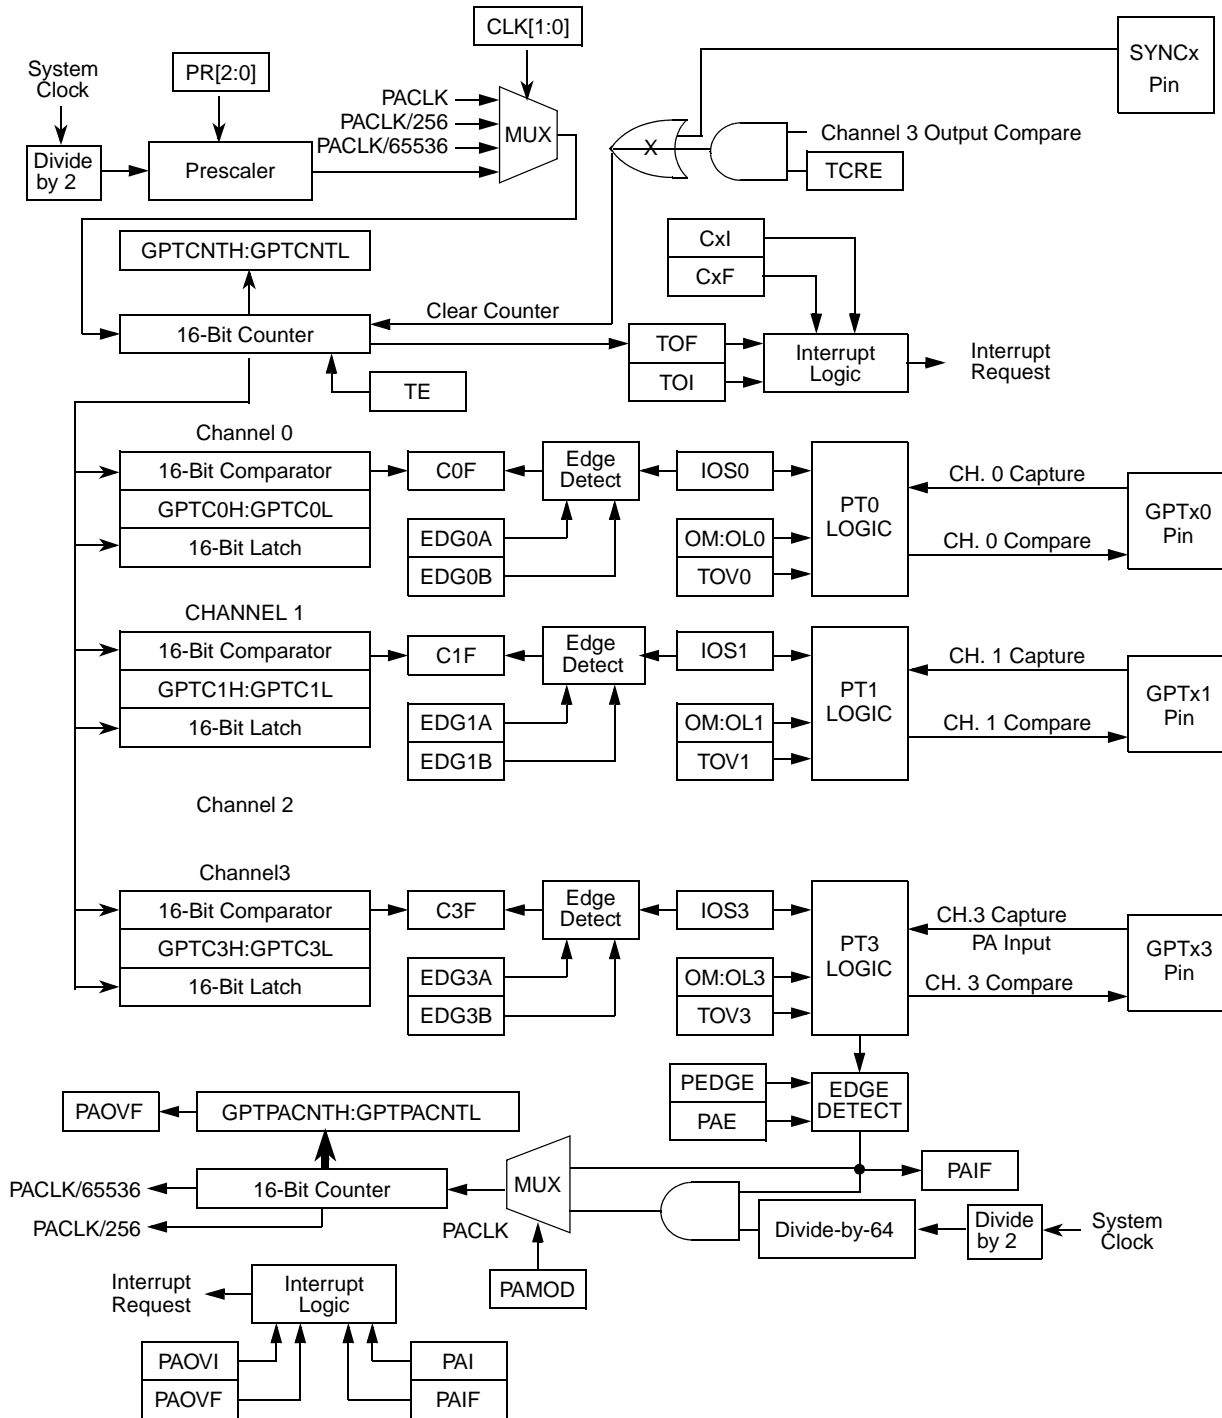 CLK[1:0]
SYNCx
Pin
System
Clock
PR[2:0]
PACLK
PACLK/256
PACLK/65536
MUX
X
Channel 3 Output Compare
TCRE
Divide
by 2
Prescaler
GPTCNTH:GPTCNTL
CxI
CxF
Clear Counter
16-Bit Counter
TOF
TOI
Interrupt
Logic
Interrupt
Request
TE
Channel 0
16-Bit Comparator
GPTC0H:GPTC0L
16-Bit Latch
C0F
Edge
Detect
IOS0
EDG0A
EDG0B
OM:OL0
TOV0
PT0
LOGIC
CH. 0 Capture
CH. 0 Compare
GPTx0
Pin
CHANNEL 1
16-Bit Comparator
GPTC1H:GPTC1L
16-Bit Latch
C1F
Edge
Detect
IOS1
EDG1A
EDG1B
OM:OL1
TOV1
PT1
LOGIC
CH. 1 Capture
CH. 1 Compare
GPTx1
Pin
Channel 2
Channel3
16-Bit Comparator
GPTC3H:GPTC3L
16-Bit Latch
C3F
Edge
Detect
IOS3
EDG3A
EDG3B
OM:OL3
TOV3
PT3
LOGIC
CH.3 Capture
PA Input
CH. 3 Compare
GPTx3
Pin
PEDGE
PAE
EDGE
DETECT
PAOVF
GPTPACNTH:GPTPACNTL
PACLK/65536
16-Bit Counter
PACLK/256
PACLK
MUX
PAIF
Divide-by-64
Divide
by 2
System
Clock
PAMOD
Interrupt
Request
Interrupt
Logic
PAOVI
PAOVF
PAI
PAIF